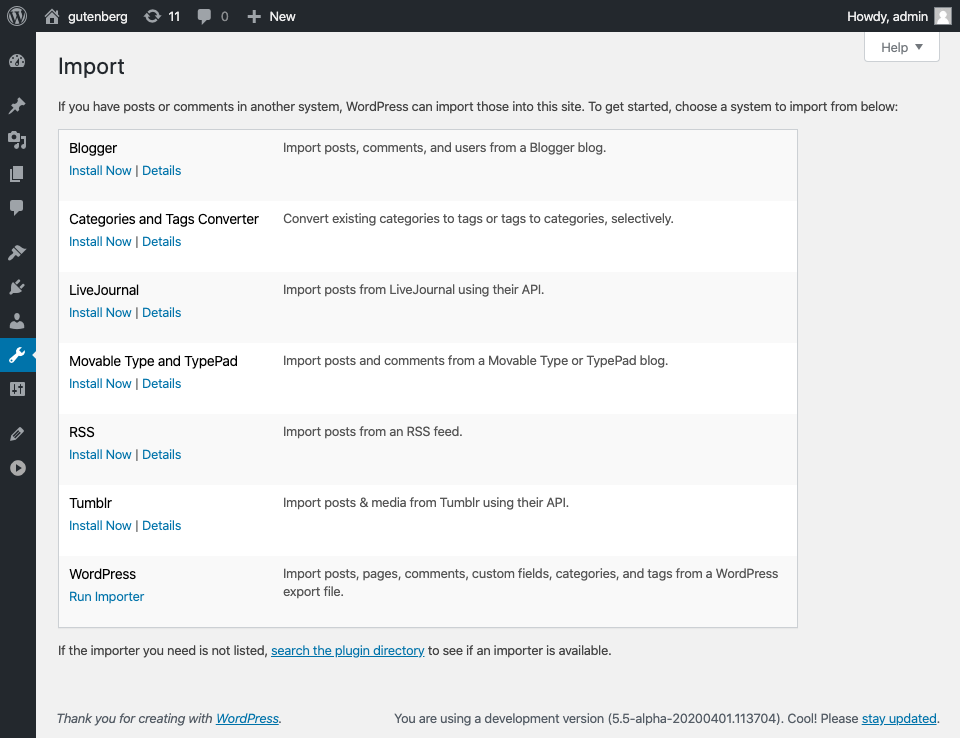 gutenberg 11 0 New Howdy, admin
Help ▼
Import
If you have posts or comments in another system, WordPress can import those into this site. To get started, choose a system to import from below:
Blogger Import posts, comments, and users from a Blogger blog.
Install Now | Details
Categories and Tags Converter Convert existing categories to tags or tags to categories, selectively.
Install Now | Details
LiveJournal Import posts from LiveJournal using their API.
Install Now | Details
Movable Type and TypePad Import posts and comments from a Movable Type or TypePad blog.
Install Now | Details
RSS Import posts from an RSS feed.
Install Now | Details
Tumblr Import posts & media from Tumblr using their API.
Install Now | Details
WordPress Import posts, pages, comments, custom fields, categories, and tags from a WordPress
Run Importer export file.
If the importer you need is not listed, search the plugin directory to see if an importer is available.
Thank you for creating with WordPress. You are using a development version (5.5-alpha-20200401.113704). Cool! Please stay updated.